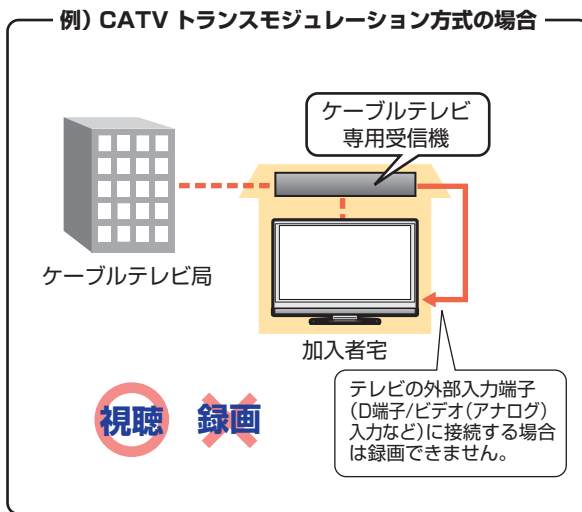 例）CATV トランスモジュレーション方式の場合
ケーブルテレビ
専用受信機
ケーブルテレビ局
加入者宅
テレビの外部入力端子
（D端子/ビデオ（アナログ）
入力など）に接続する場合
は録画できません。
視聴 録画